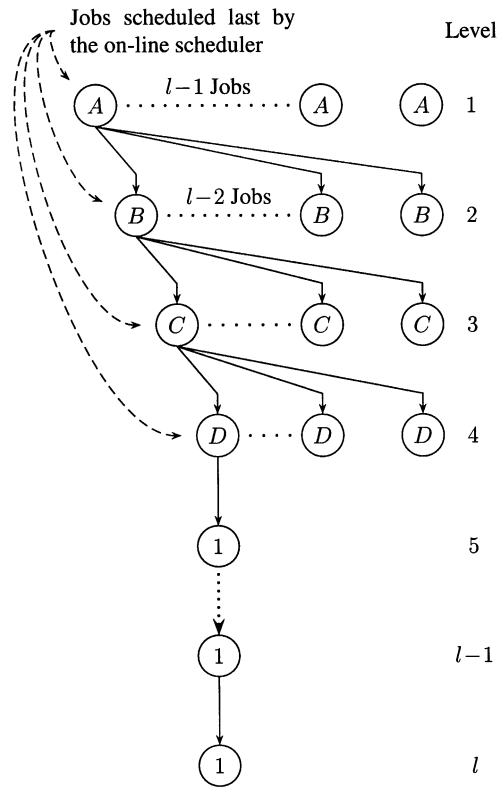 Jobs scheduled last by
the on-line scheduler
Level
l−1 Jobs
A A A 1
l−2 Jobs
B B B 2
C C C 3
D D D 4
1 5
1 l−1
1 l